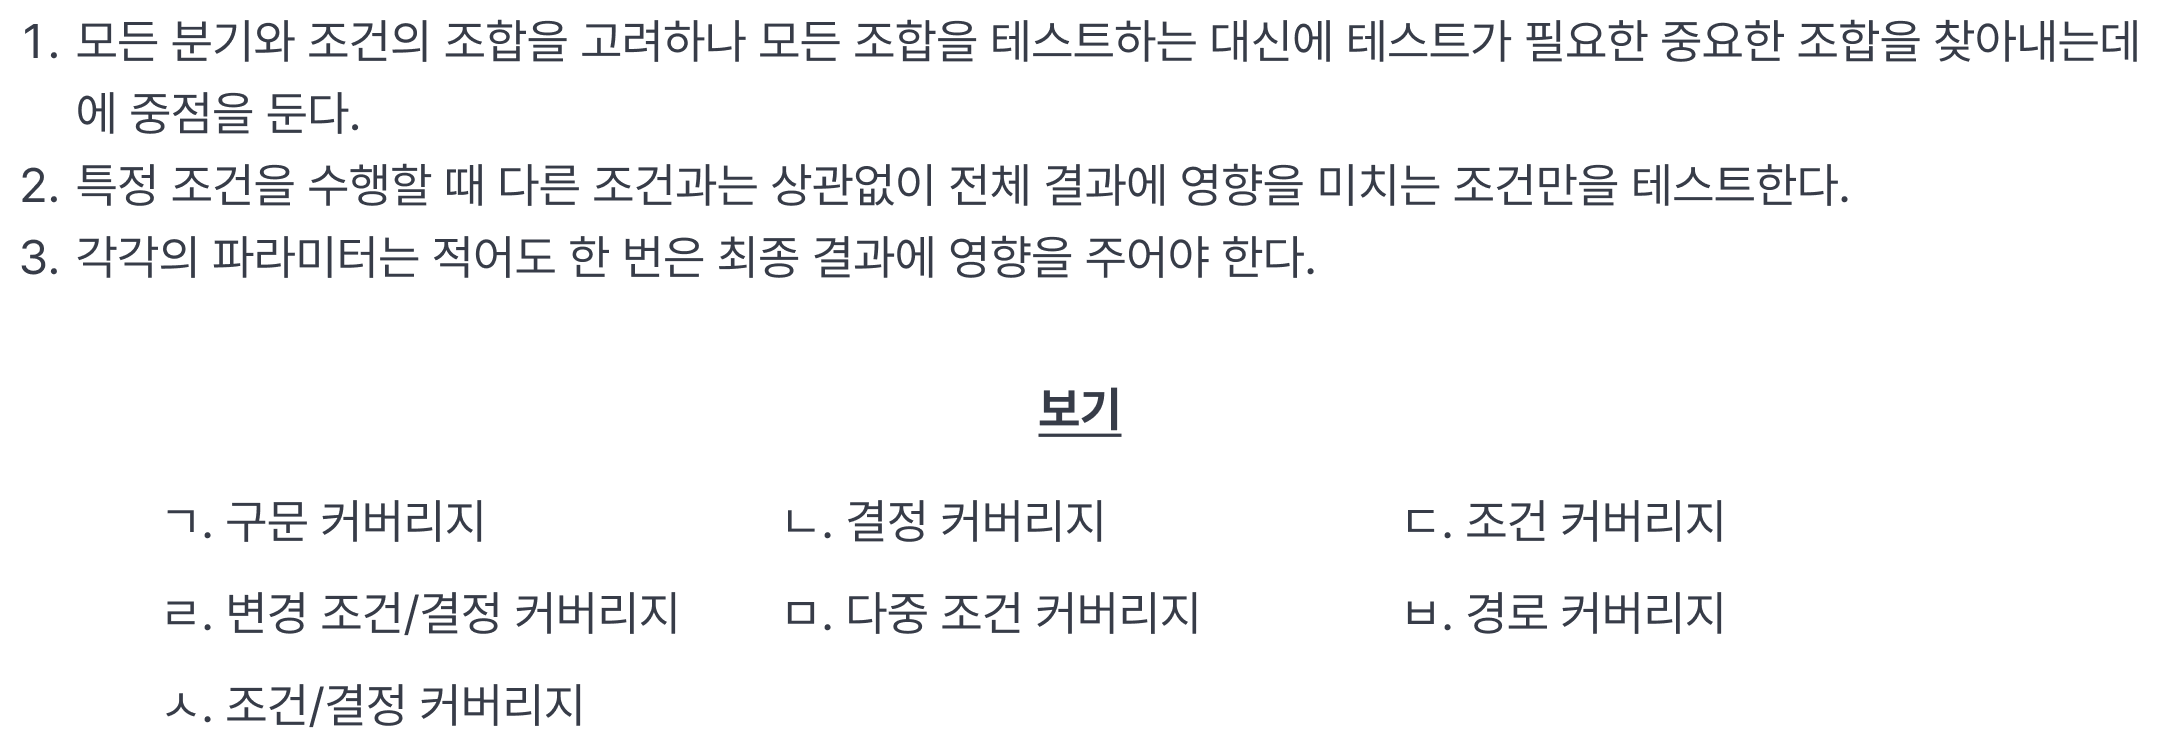 1. 모든 분기와 조건의 조합을 고려하나 모든 조합을 테스트하는 대신에 테스트가 필요한 중요한 조합을 찾아내는데
에 중점을 둔다.
2. 특정 조건을 수행할 때 다른 조건과는 상관없이 전체 결과에 영향을 미치는 조건만을 테스트한다.
3. 각각의 파라미터는 적어도 한 번은 최종 결과에 영향을 주어야 한다.
보기
ㄱ. 구문 커버리지 ㄴ. 결정 커버리지 ㄷ. 조건 커버리지
ㄹ. 변경 조건/결정 커버리지 ㅁ. 다중 조건 커버리지 ㅂ. 경로 커버리지
ㅅ. 조건/결정 커버리지